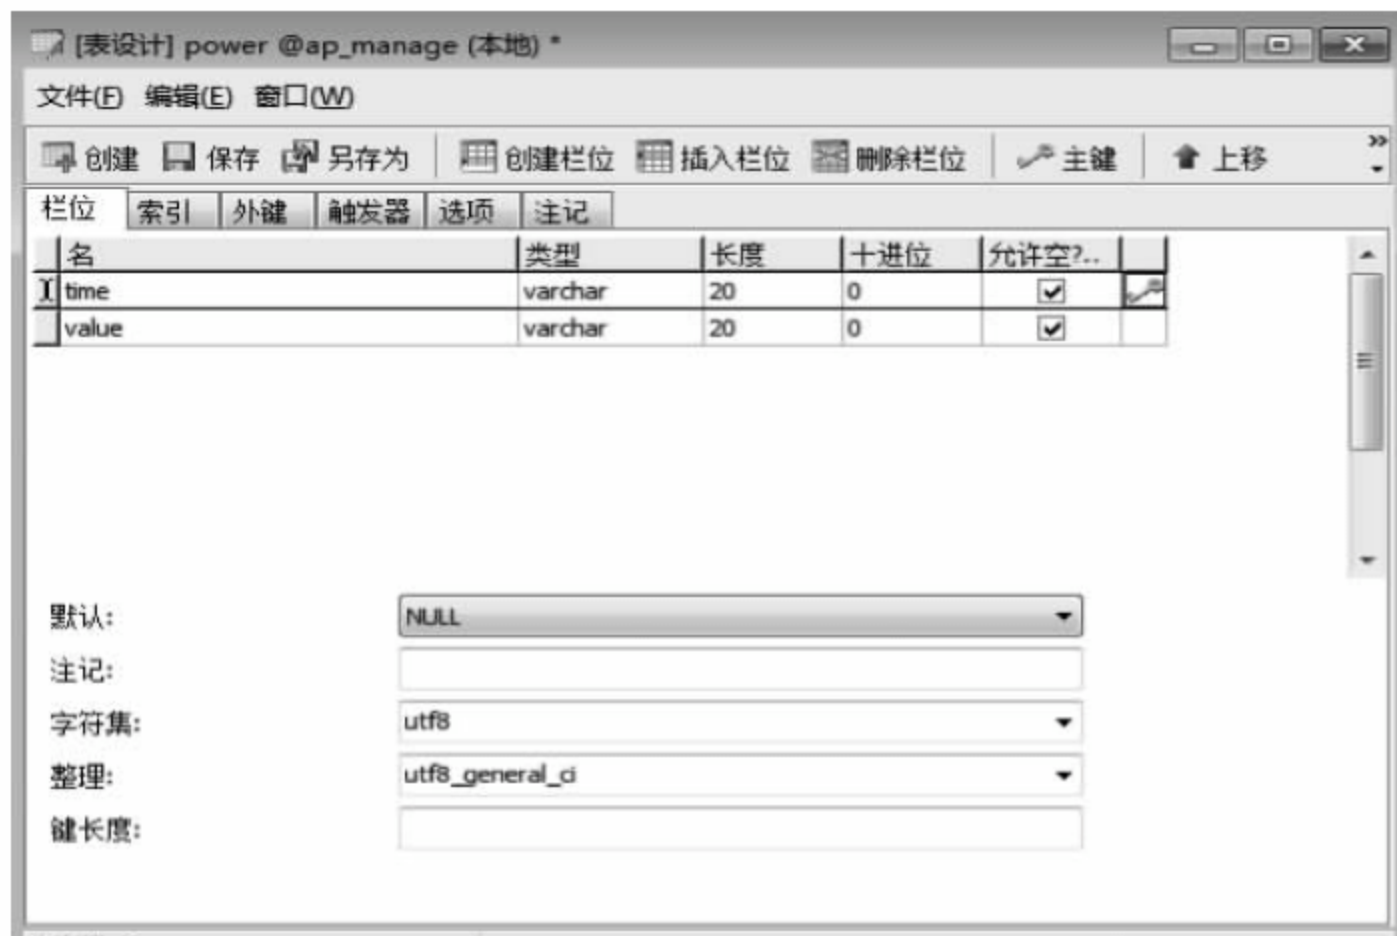 [表设计] power @ap_manage (本地) *
文件(F) 编辑(E) 窗口(W)
创建 保存 另存为 创建栏位 插入栏位 删除栏位 主键 上移 »
栏位 索引 外键 触发器 选项 注记
名 类型 长度 十进位 允许空?..
time varchar 20 0
value varchar 20 0
默认: NULL
注记:
字符集: utf8
整理: utf8_general_ci
键长度: